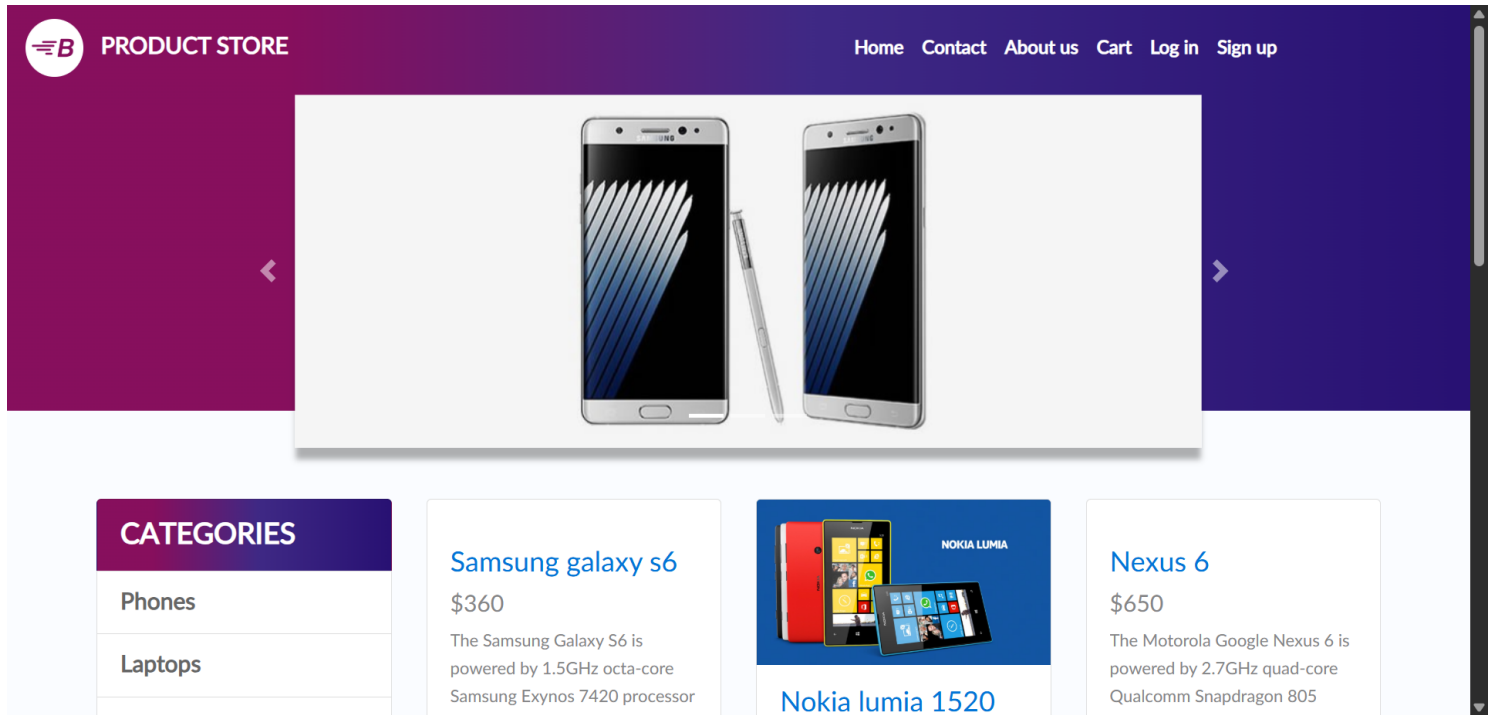 B PRODUCT STORE
Home Contact About us Cart Log in Sign up
SAMSUNG
CATEGORIES
Phones
Laptops
Samsung galaxy s6
$360
The Samsung Galaxy S6 is
powered by 1.5GHz octa-core
Samsung Exynos 7420 processor
NOKIA LUMIA
Nokia lumia 1520
Nexus 6
$650
The Motorola Google Nexus 6 is
powered by 2.7GHz quad-core
Qualcomm Snapdragon 805